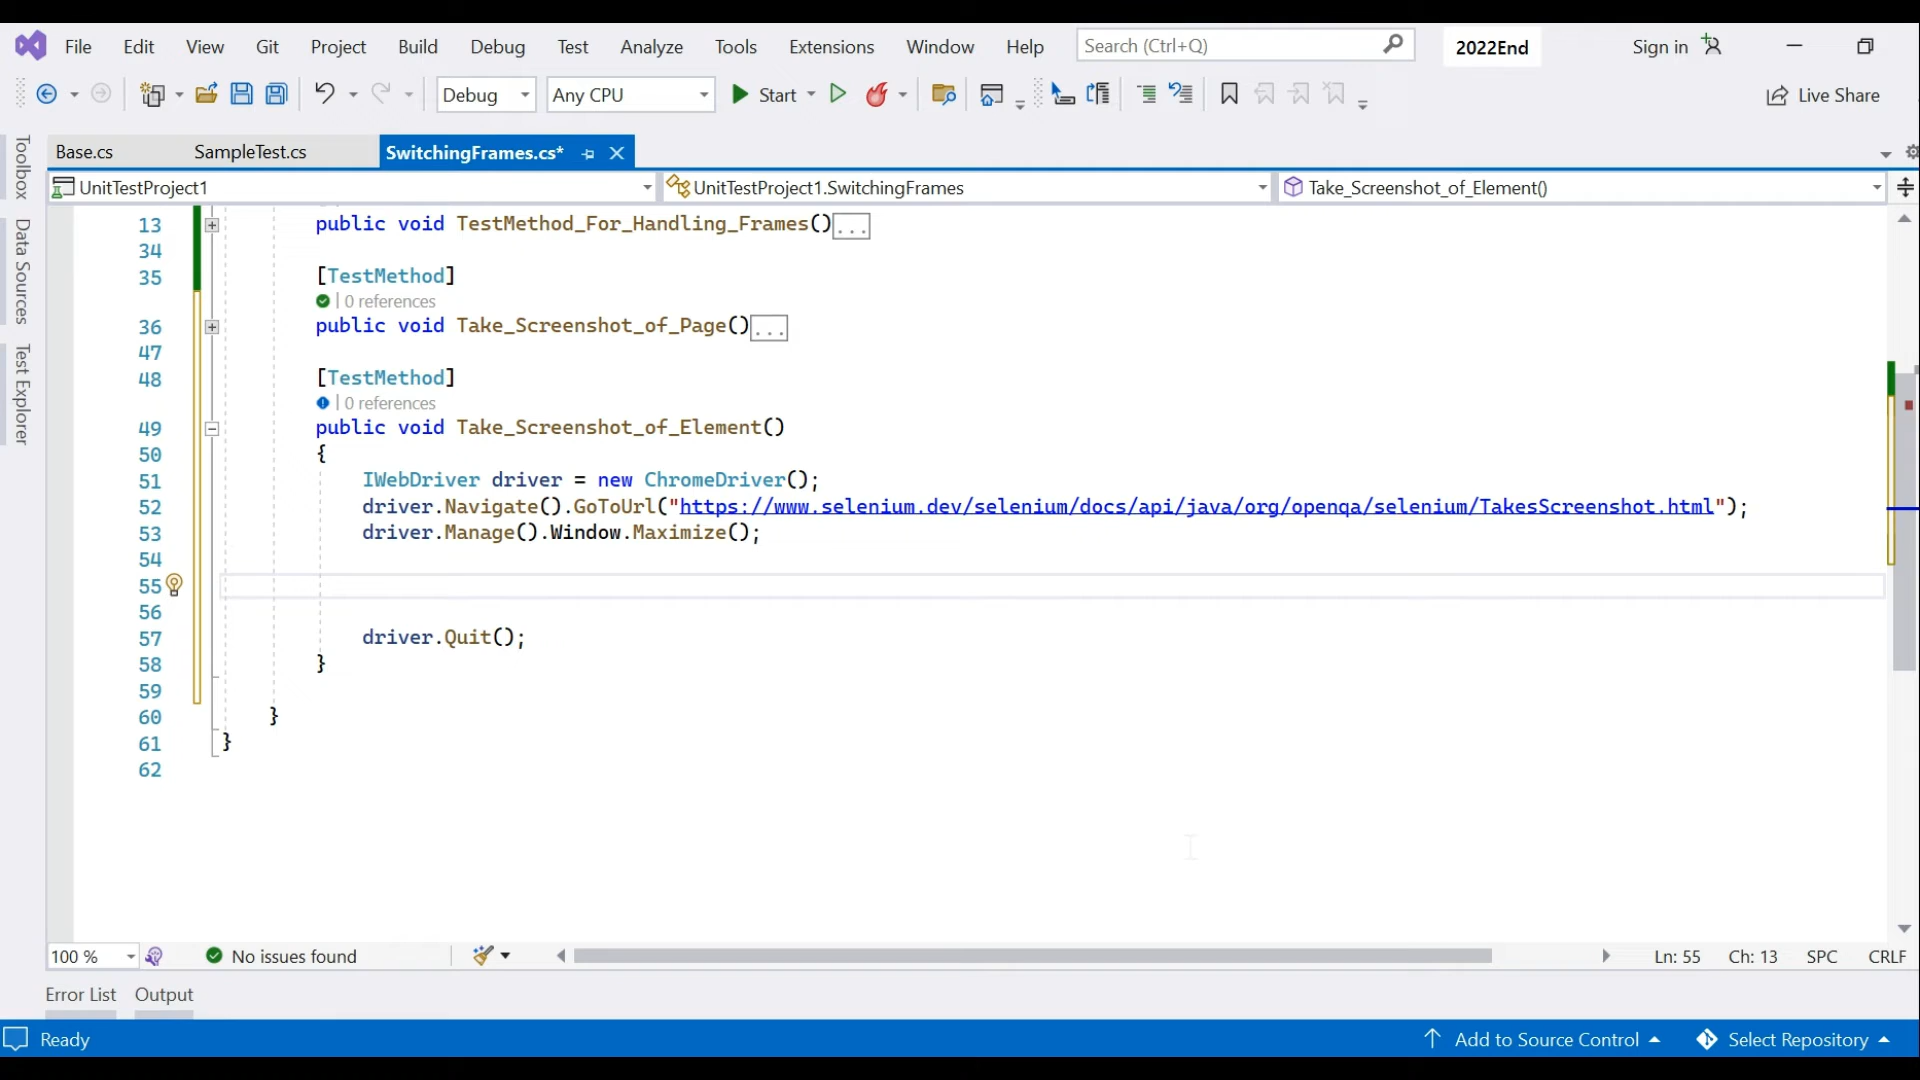 File Edit View Git Project Build Debug Test Analyze Tools Extensions Window Help Search (Ctrl+Q) 2022End Sign in
Debug Any CPU Start Live Share
Base.cs SampleTest.cs SwitchingFrames.cs*
UnitTestProject1 UnitTestProject1.SwitchingFrames Take_Screenshot_of_Element()
Toolbox
Data Sources
Test Explorer
13 public void TestMethod_For_Handling_Frames()...
34
35 [TestMethod]
| 0 references
36 public void Take_Screenshot_of_Page()...
47
48 [TestMethod]
| 0 references
49 public void Take_Screenshot_of_Element()
50 {
51 IWebDriver driver = new ChromeDriver();
52 driver.Navigate().GoToUrl("https://www.selenium.dev/selenium/docs/api/java/org/openqa/selenium/TakesScreenshot.html");
53 driver.Manage().Window.Maximize();
54
55
56
57 driver.Quit();
58 }
59
60 }
61 }
62
100 % No issues found Ln: 55 Ch: 13 SPC CRLF
Error List Output
Ready Add to Source Control Select Repository